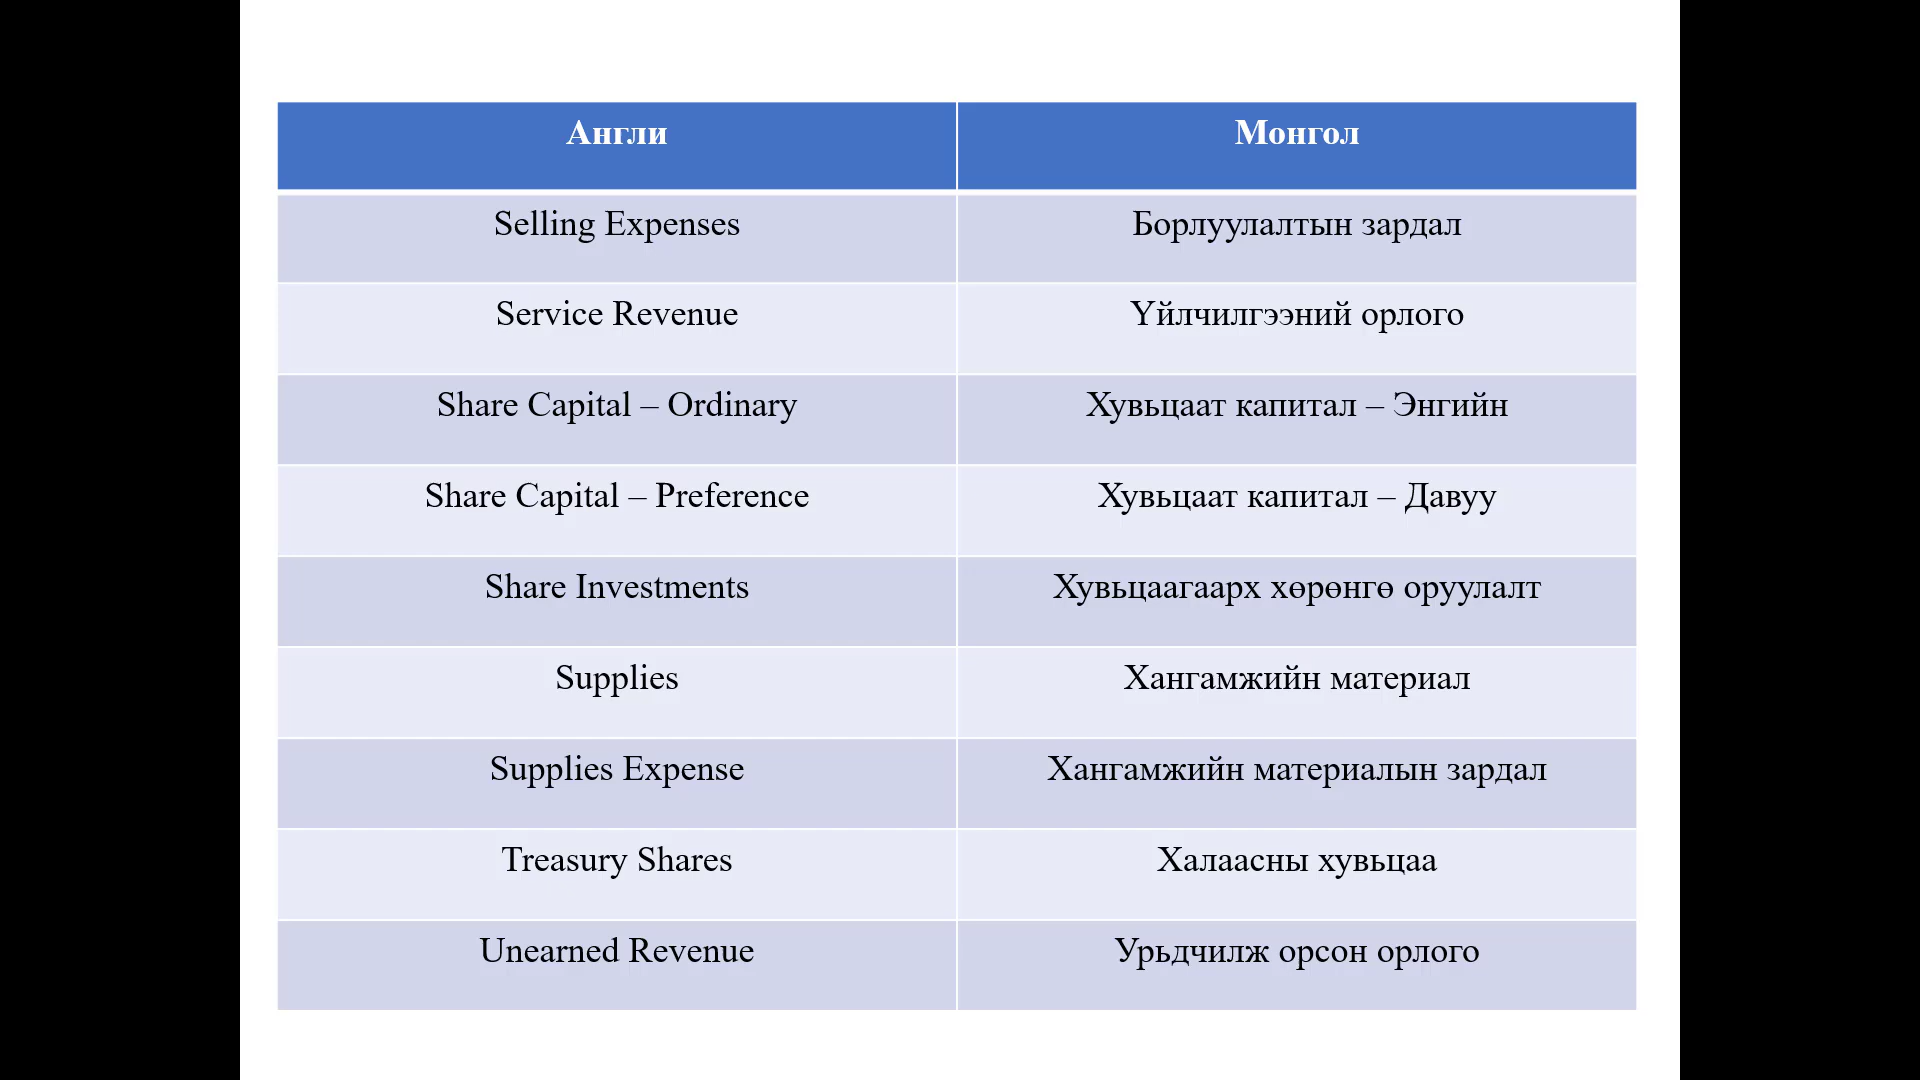 Англи Монгол
Selling Expenses Борлуулалтын зардал
Service Revenue Үйлчилгээний орлого
Share Capital – Ordinary Хувьцаат капитал – Энгийн
Share Capital – Preference Хувьцаат капитал – Давуу
Share Investments Хувьцаагаарх хөрөнгө оруулалт
Supplies Хангамжийн материал
Supplies Expense Хангамжийн материалын зардал
Treasury Shares Халаасны хувьцаа
Unearned Revenue Урьдчилж орсон орлого